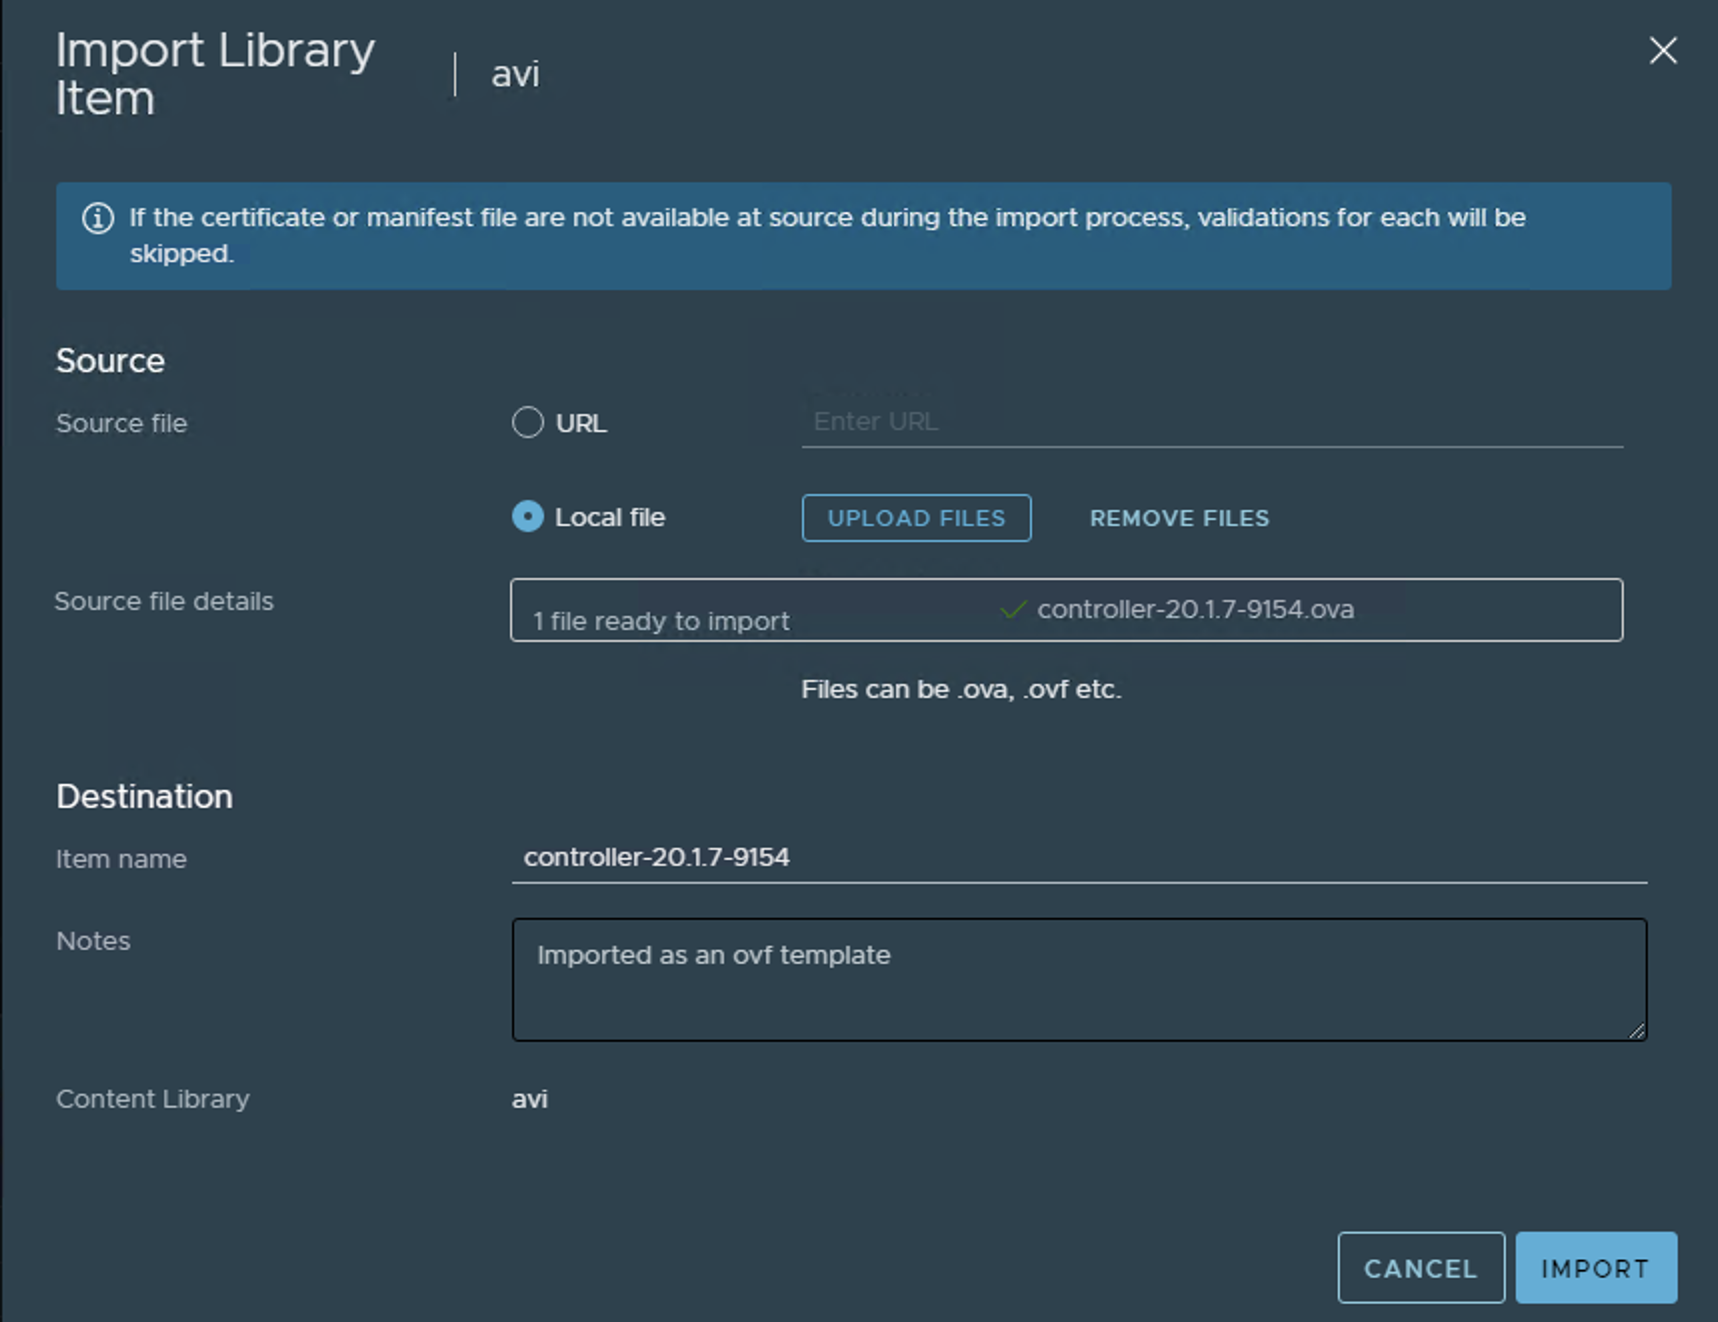 Import Library
Item
avi
If the certificate or manifest file are not available at source during the import process, validations for each will be
skipped.
Source
Source file
URL
Enter URL
Local file
UPLOAD FILES
REMOVE FILES
Source file details
1 file ready to import
controller-20.1.7-9154.ova
Files can be .ova, .ovf etc.
Destination
Item name
controller-20.1.7-9154
Notes
Imported as an ovf template
Content Library
avi
CANCEL
IMPORT